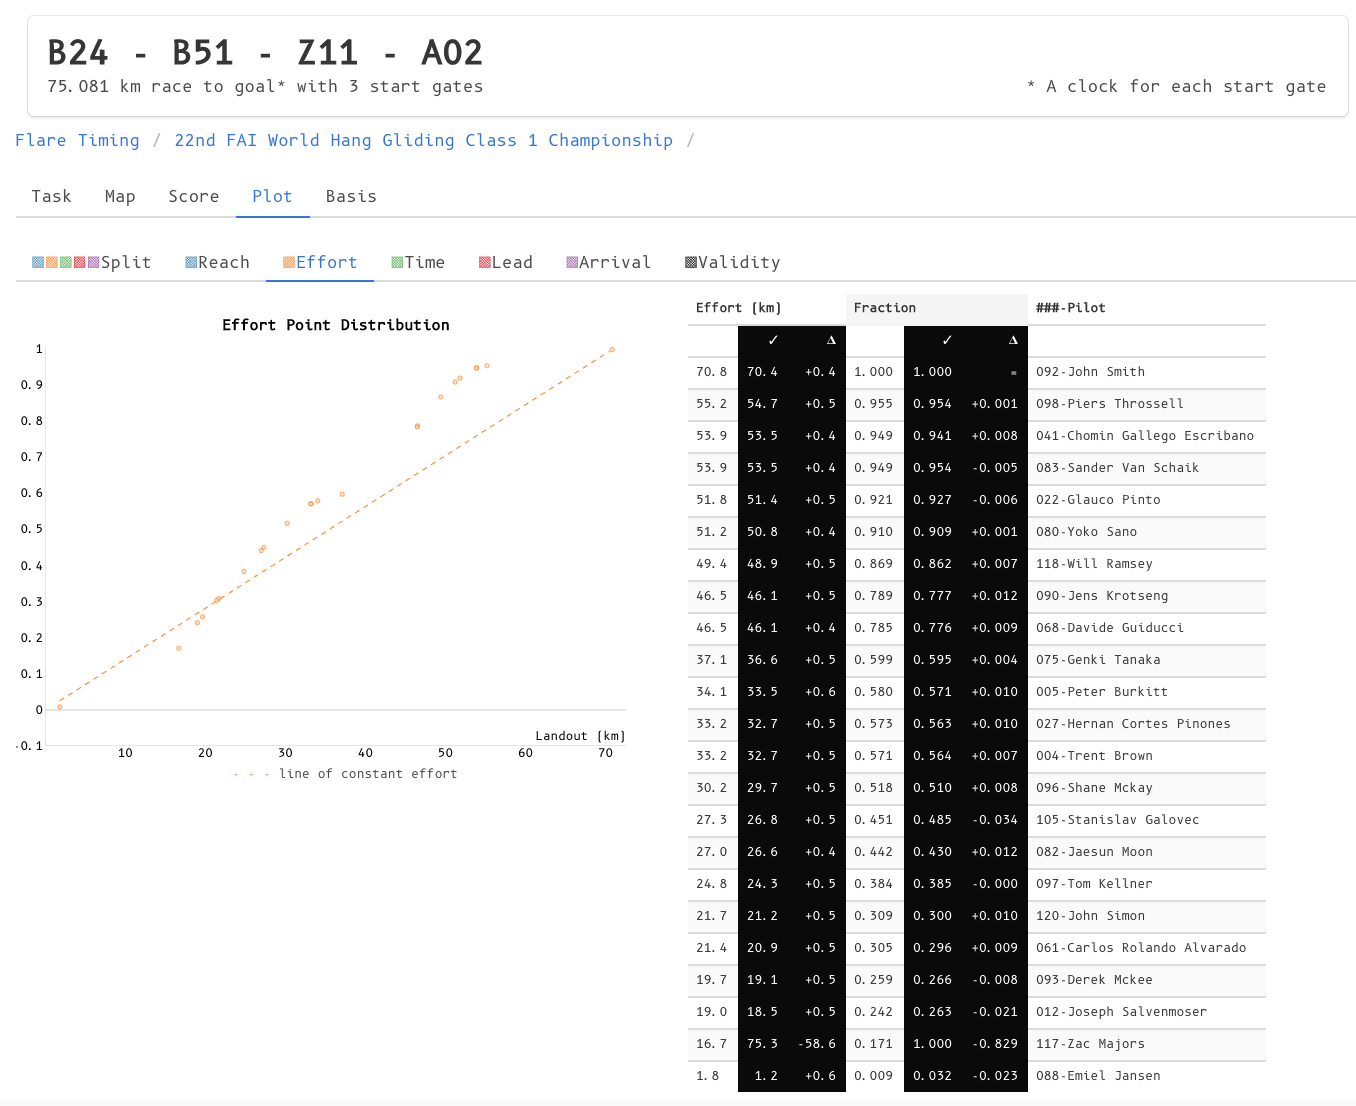 B24 - B51 - Z11 - A02
75.081 km race to goal* with 3 start gates
* A clock for each start gate
Flare Timing / 22nd FAI World Hang Gliding Class 1 Championship /
Task Map Score Plot Basis
Split Reach Effort Time Lead Arrival Validity
Effort Point Distribution
1
0.9
0.8
0.7
0.6
0.5
0.4
0.3
0.2
0.1
0
-0.1
Landout [km]
10 20 30 40 50 60 70
- - - line of constant effort
Effort [km] Fraction ###-Pilot
✓ Δ ✓ Δ
70.8 70.4 +0.4 1.000 1.000 = 092-John Smith
55.2 54.7 +0.5 0.955 0.954 +0.001 098-Piers Throssell
53.9 53.5 +0.4 0.949 0.941 +0.008 041-Chomin Gallego Escribano
53.9 53.5 +0.4 0.949 0.954 -0.005 083-Sander Van Schaik
51.8 51.4 +0.5 0.921 0.927 -0.006 022-Glauco Pinto
51.2 50.8 +0.4 0.910 0.909 +0.001 080-Yoko Sano
49.4 48.9 +0.5 0.869 0.862 +0.007 118-Will Ramsey
46.5 46.1 +0.5 0.789 0.777 +0.012 090-Jens Krotseng
46.5 46.1 +0.4 0.785 0.776 +0.009 068-Davide Guiducci
37.1 36.6 +0.5 0.599 0.595 +0.004 075-Genki Tanaka
34.1 33.5 +0.6 0.580 0.571 +0.010 005-Peter Burkitt
33.2 32.7 +0.5 0.573 0.563 +0.010 027-Hernan Cortes Pinones
33.2 32.7 +0.5 0.571 0.564 +0.007 004-Trent Brown
30.2 29.7 +0.5 0.518 0.510 +0.008 096-Shane Mckay
27.3 26.8 +0.5 0.451 0.485 -0.034 105-Stanislav Galovec
27.0 26.6 +0.4 0.442 0.430 +0.012 082-Jaesun Moon
24.8 24.3 +0.5 0.384 0.385 -0.000 097-Tom Kellner
21.7 21.2 +0.5 0.309 0.300 +0.010 120-John Simon
21.4 20.9 +0.5 0.305 0.296 +0.009 061-Carlos Rolando Alvarado
19.7 19.1 +0.5 0.259 0.266 -0.008 093-Derek Mckee
19.0 18.5 +0.5 0.242 0.263 -0.021 012-Joseph Salvenmoser
16.7 75.3 -58.6 0.171 1.000 -0.829 117-Zac Majors
1.8 1.2 +0.6 0.009 0.032 -0.023 088-Emiel Jansen